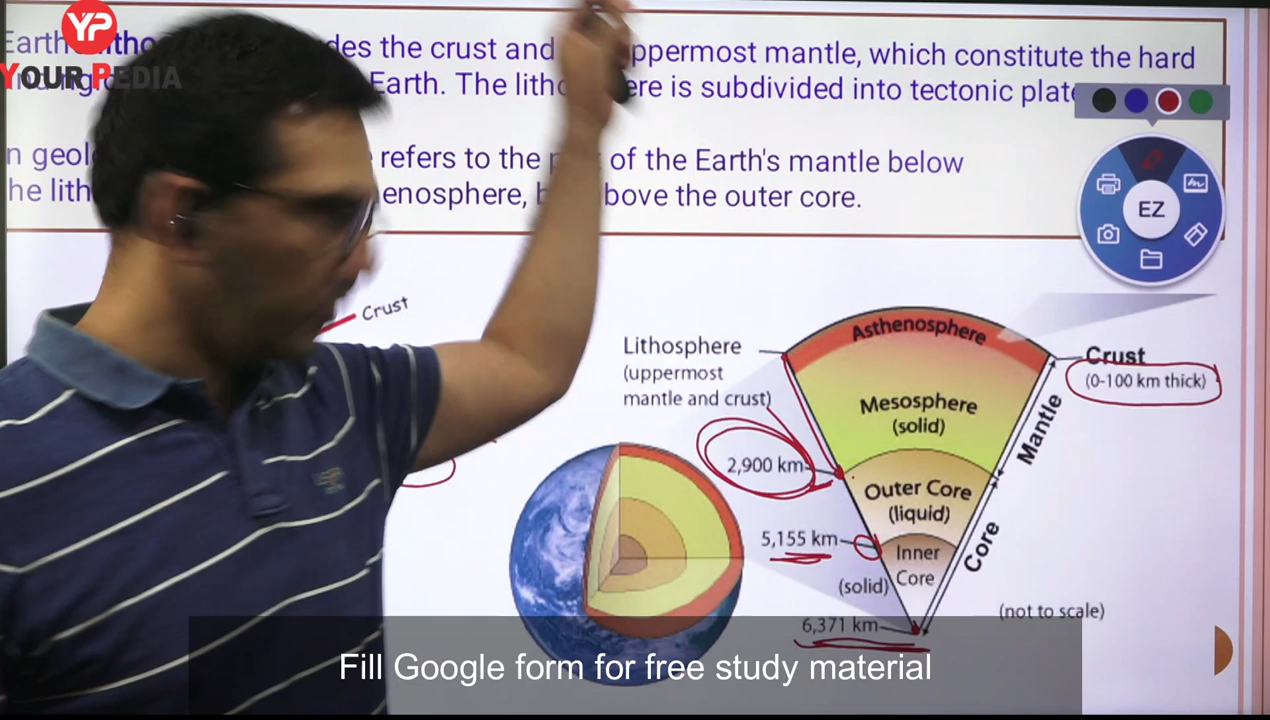 YP
YOUR PEDIA
Earth des the crust and uppermost mantle, which constitute the hard
Earth. The lith ere is subdivided into tectonic plate
n geol refers to the of the Earth's mantle below
he lith enosphere, b bove the outer core.
EZ
Crust
Lithosphere
(uppermost
mantle and crust)
Asthenosphere
Crust
(0-100 km thick)
Mesosphere
(solid)
Mantle
2,900 km
Outer Core
(liquid)
5,155 km
Inner
Core
(solid)
Core
6,371 km
(not to scale)
Fill Google form for free study material